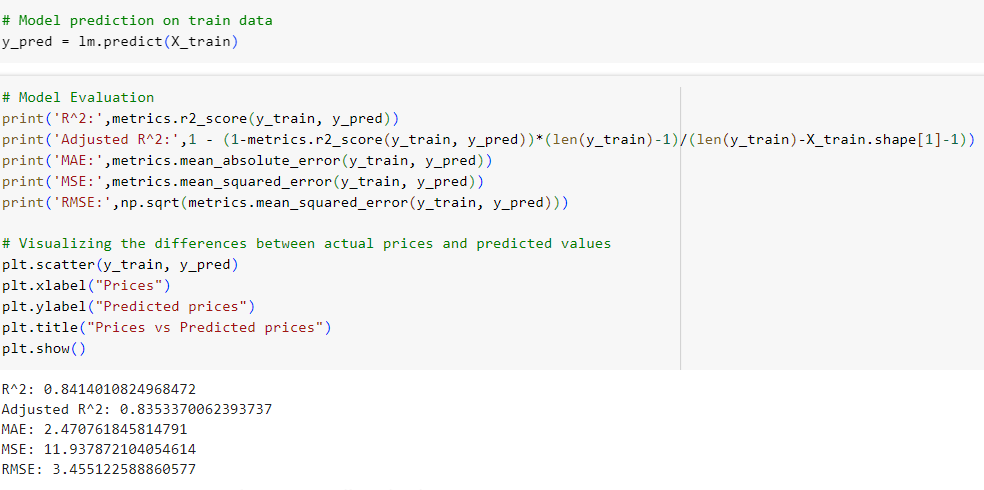 # Model prediction on train data
y_pred = lm.predict(X_train)
# Model Evaluation
print('R^2:',metrics.r2_score(y_train, y_pred))
print('Adjusted R^2:',1 - (1-metrics.r2_score(y_train, y_pred))*(len(y_train)-1)/(len(y_train)-X_train.shape[1]-1))
print('MAE:',metrics.mean_absolute_error(y_train, y_pred))
print('MSE:',metrics.mean_squared_error(y_train, y_pred))
print('RMSE:',np.sqrt(metrics.mean_squared_error(y_train, y_pred)))
# Visualizing the differences between actual prices and predicted values
plt.scatter(y_train, y_pred)
plt.xlabel("Prices")
plt.ylabel("Predicted prices")
plt.title("Prices vs Predicted prices")
plt.show()
R^2: 0.8414010824968472
Adjusted R^2: 0.8353370062393737
MAE: 2.470761845814791
MSE: 11.937872104054614
RMSE: 3.455122588860577